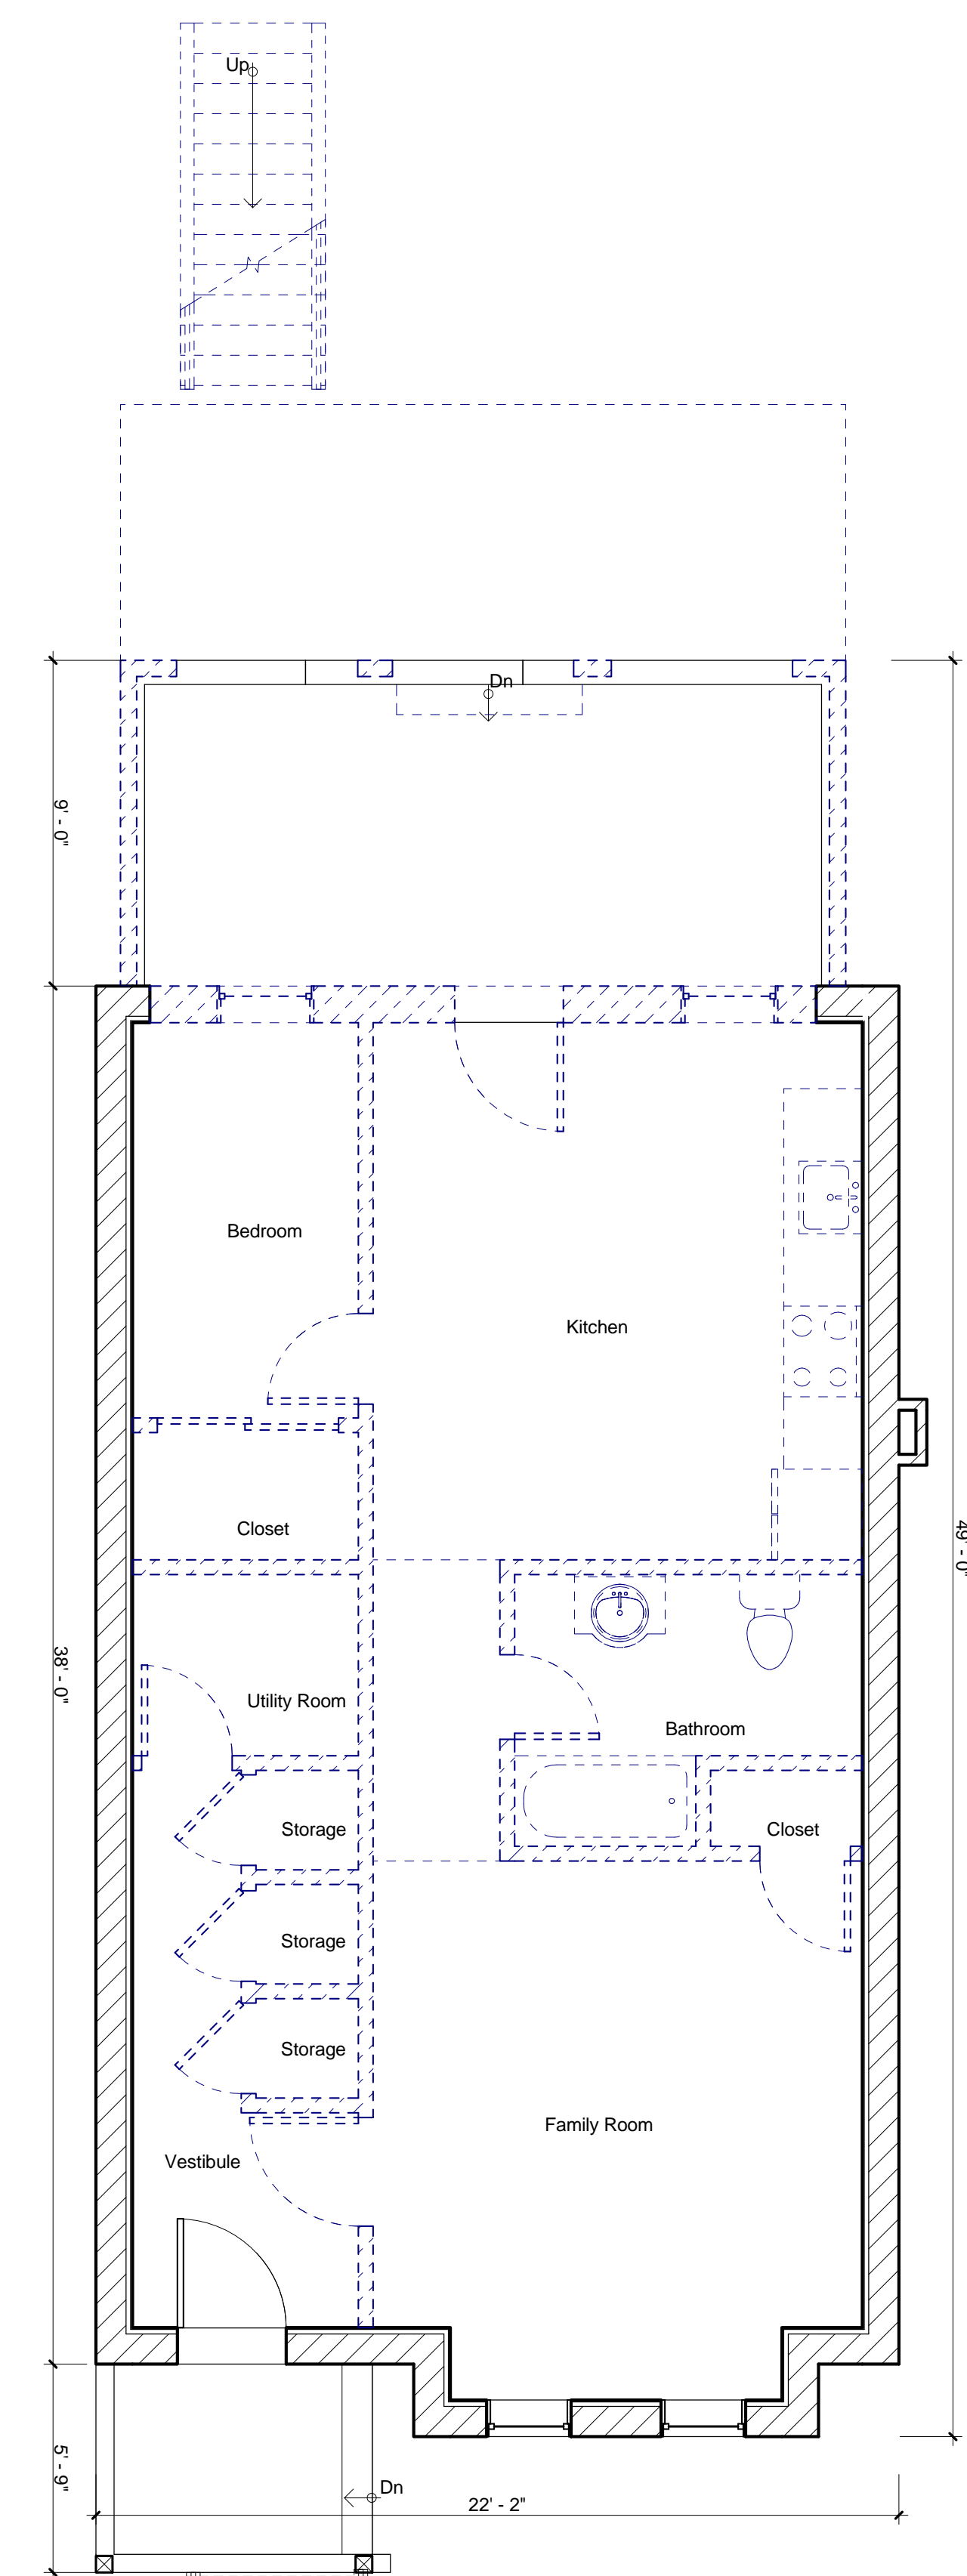 Up
Dn
9' - 0"
Bedroom
Kitchen
Closet
49' - 0"
38' - 0"
Utility Room
Bathroom
Storage
Closet
Storage
Storage
Family Room
Vestibule
5' - 9"
Dn
22' - 2"